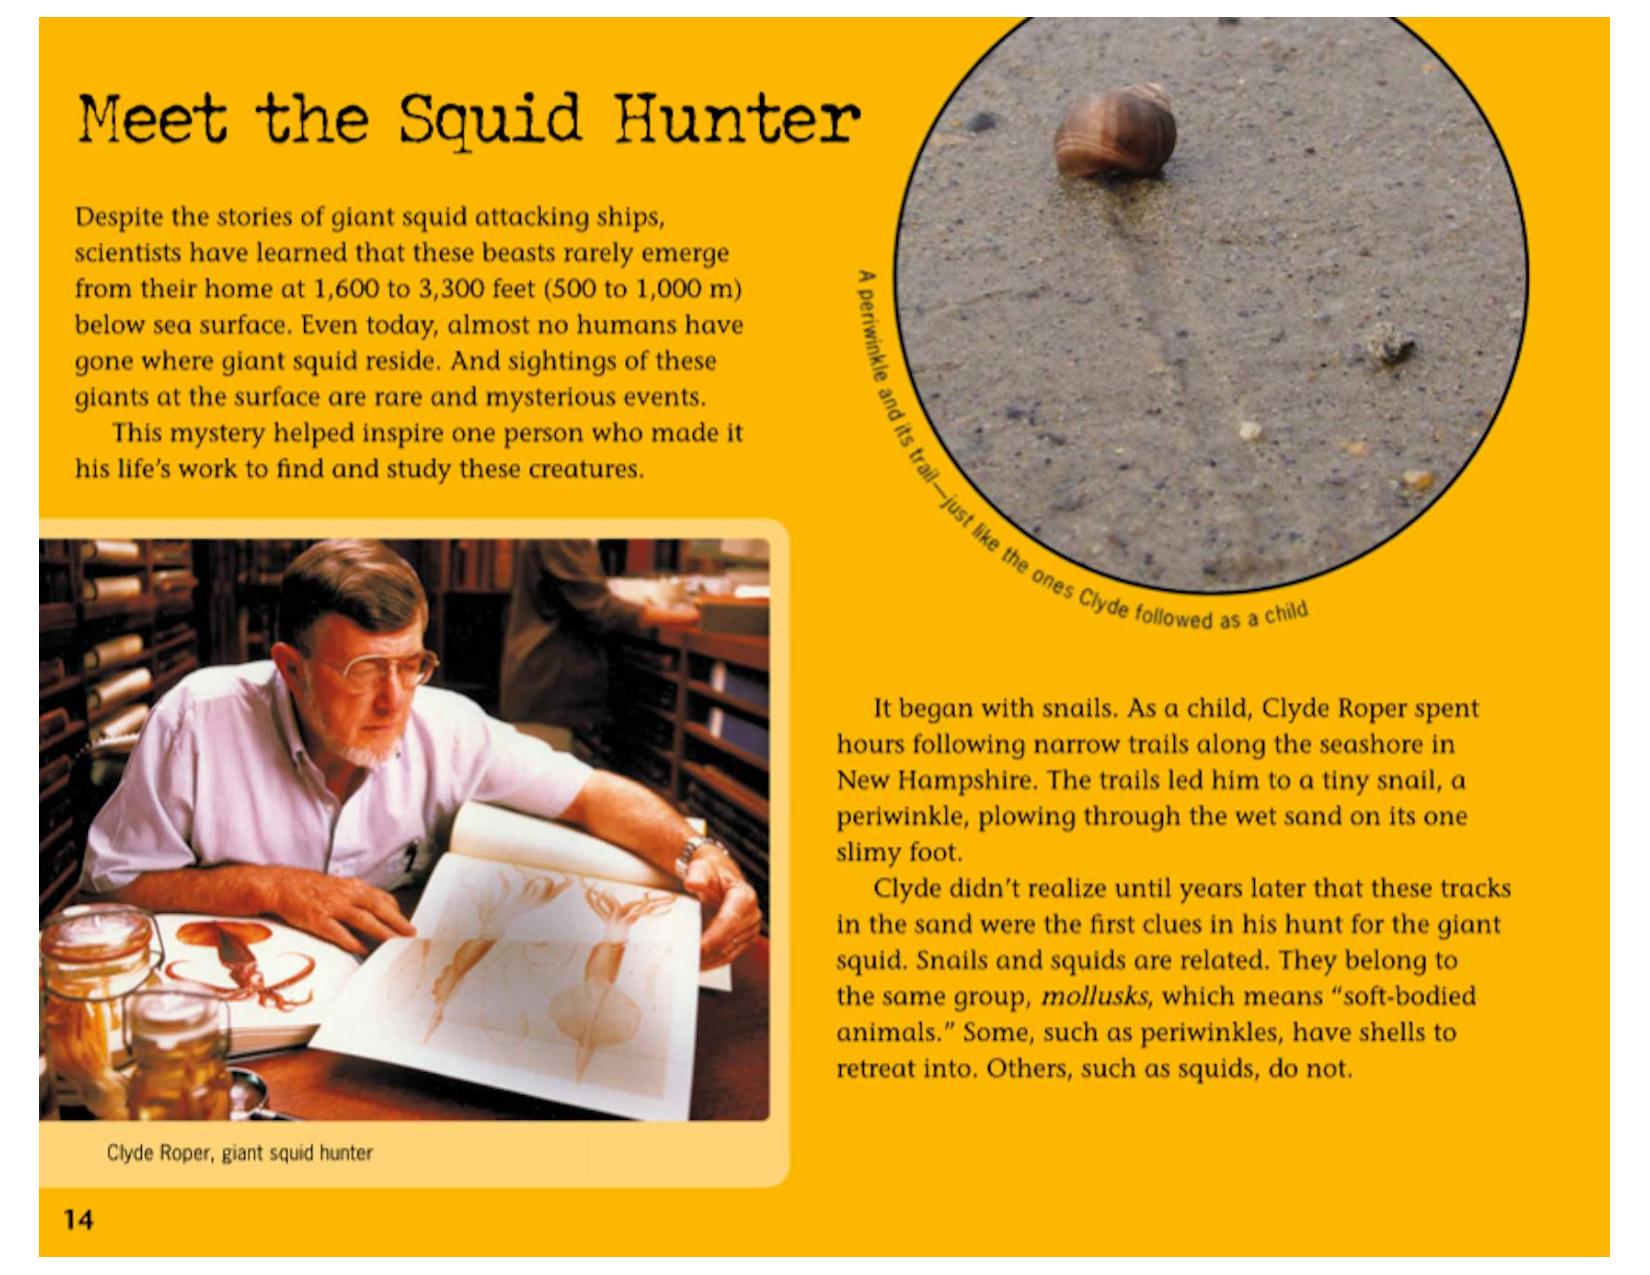 Meet the Squid Hunter
Despite the stories of giant squid attacking ships,
scientists have learned that these beasts rarely emerge
from their home at 1,600 to 3,300 feet (500 to 1,000 m)
below sea surface. Even today, almost no humans have
gone where giant squid reside. And sightings of these
giants at the surface are rare and mysterious events.
This mystery helped inspire one person who made it
his life's work to find and study these creatures.
A periwinkle and its trail—just like the ones Clyde followed as a child
Clyde Roper, giant squid hunter
It began with snails. As a child, Clyde Roper spent
hours following narrow trails along the seashore in
New Hampshire. The trails led him to a tiny snail, a
periwinkle, plowing through the wet sand on its one
slimy foot.
Clyde didn't realize until years later that these tracks
in the sand were the first clues in his hunt for the giant
squid. Snails and squids are related. They belong to
the same group, mollusks, which means “soft-bodied
animals.” Some, such as periwinkles, have shells to
retreat into. Others, such as squids, do not.
14